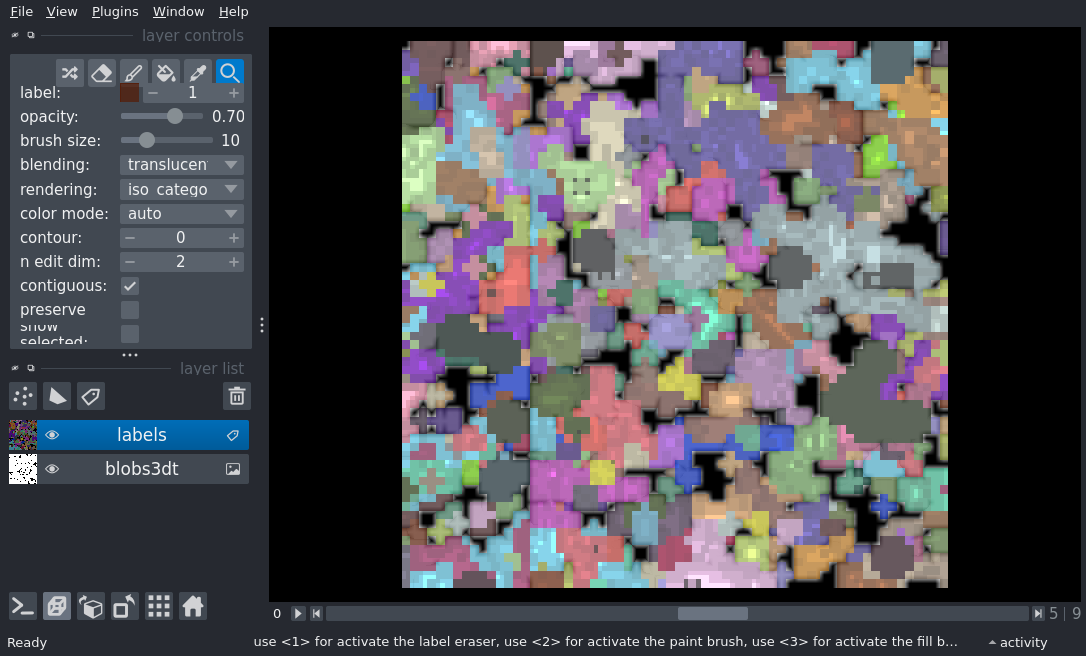 File View Plugins Window Help
layer controls
label: 1
opacity: 0.70
brush size: 10
blending: translucen
rendering: iso_catego
color mode: auto
contour: 0
n edit dim: 2
contiguous:
preserve
show
selected:
layer list
labels
blobs3dt
0 5 | 9
Ready use <1> for activate the label eraser, use <2> for activate the paint brush, use <3> for activate the fill b... activity